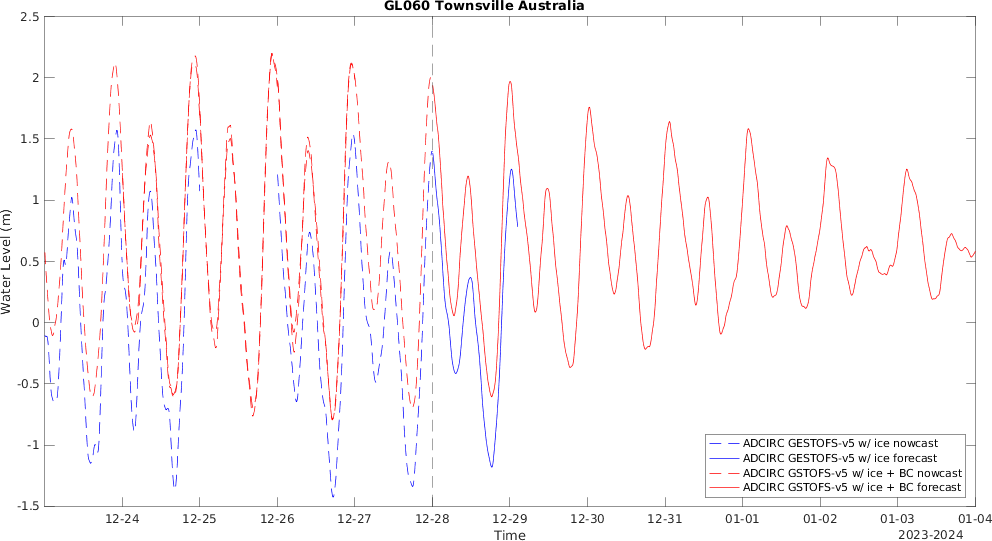 GL060 Townsville Australia
2.5
2
1.5
1
0.5
0
-0.5
-1
-1.5
Water Level (m)
ADCIRC GESTOFS-v5 w/ ice nowcast
ADCIRC GESTOFS-v5 w/ ice forecast
ADCIRC GSTOFS-v5 w/ ice + BC nowcast
ADCIRC GSTOFS-v5 w/ ice + BC forecast
12-24 12-25 12-26 12-27 12-28 12-29 12-30 12-31 01-01 01-02 01-03 01-04
Time
2023-2024